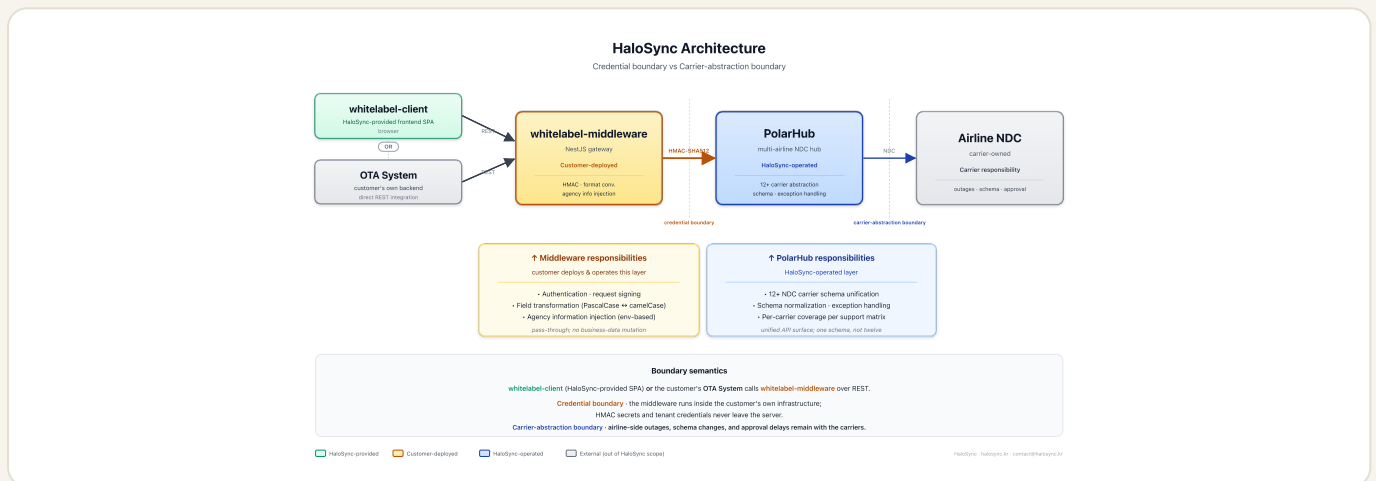 HaloSync Architecture
Credential boundary vs Carrier-abstraction boundary
whitelabel-client
HaloSync-provided frontend SPA
browser
OR
OTA System
customer's own backend
direct REST integration
REST
REST
whitelabel-middleware
NestJS gateway
Customer-deployed
HMAC · format conv.
agency info injection
HMAC-SHA512
credential boundary
PolarHub
multi-airline NDC hub
HaloSync-operated
12+ carrier abstraction
schema · exception handling
NDC
carrier-abstraction boundary
Airline NDC
carrier-owned
Carrier responsibility
outages · schema · approval
↑ Middleware responsibilities
customer deploys & operates this layer
• Authentication · request signing
• Field transformation (PascalCase ↔ camelCase)
• Agency information injection (env-based)
pass-through; no business-data mutation
↑ PolarHub responsibilities
HaloSync-operated layer
• 12+ NDC carrier schema unification
• Schema normalization · exception handling
• Per-carrier coverage per support matrix
unified API surface; one schema, not twelve
Boundary semantics
whitelabel-client (HaloSync-provided SPA) or the customer's OTA System calls whitelabel-middleware over REST.
Credential boundary · the middleware runs inside the customer's own infrastructure;
HMAC secrets and tenant credentials never leave the server.
Carrier-abstraction boundary · airline-side outages, schema changes, and approval delays remain with the carriers.
HaloSync-provided
Customer-deployed
HaloSync-operated
External (out of HaloSync scope)
HaloSync · halosync.kr · contact@halosync.kr